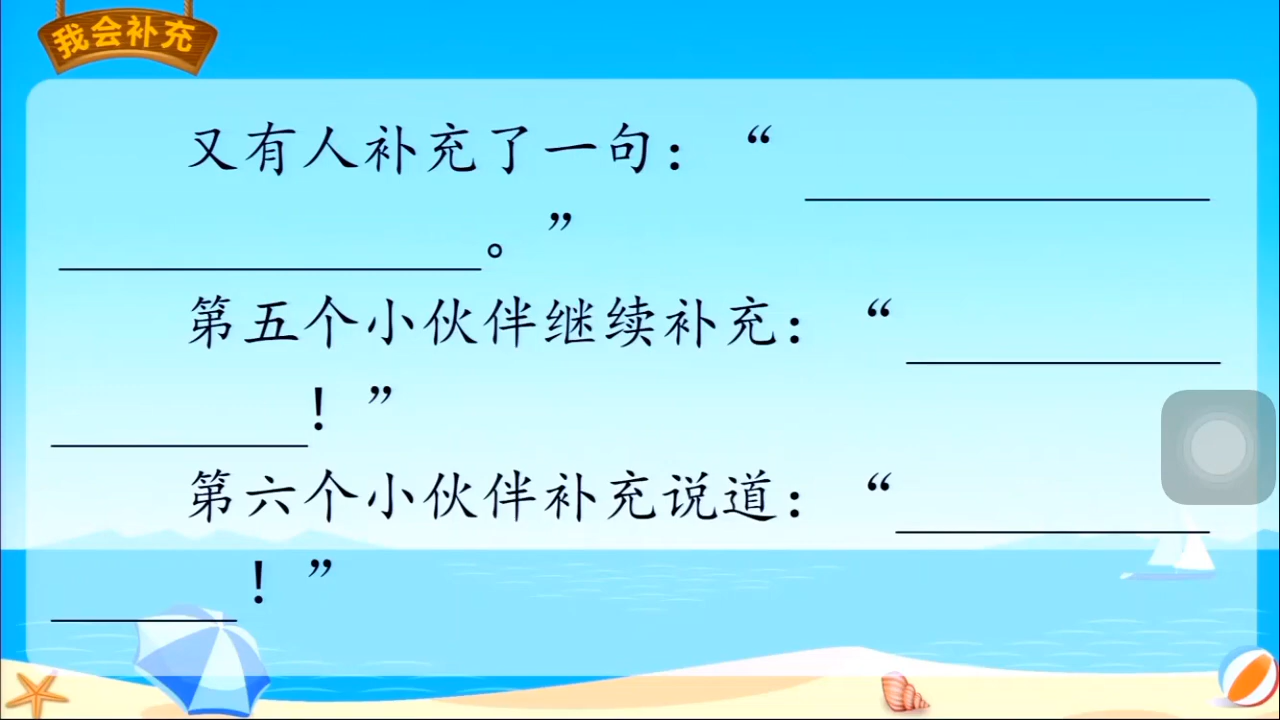 我会补充
又有人补充了一句：“
。”
第五个小伙伴继续补充：“
！”
第六个小伙伴补充说道：“
！”